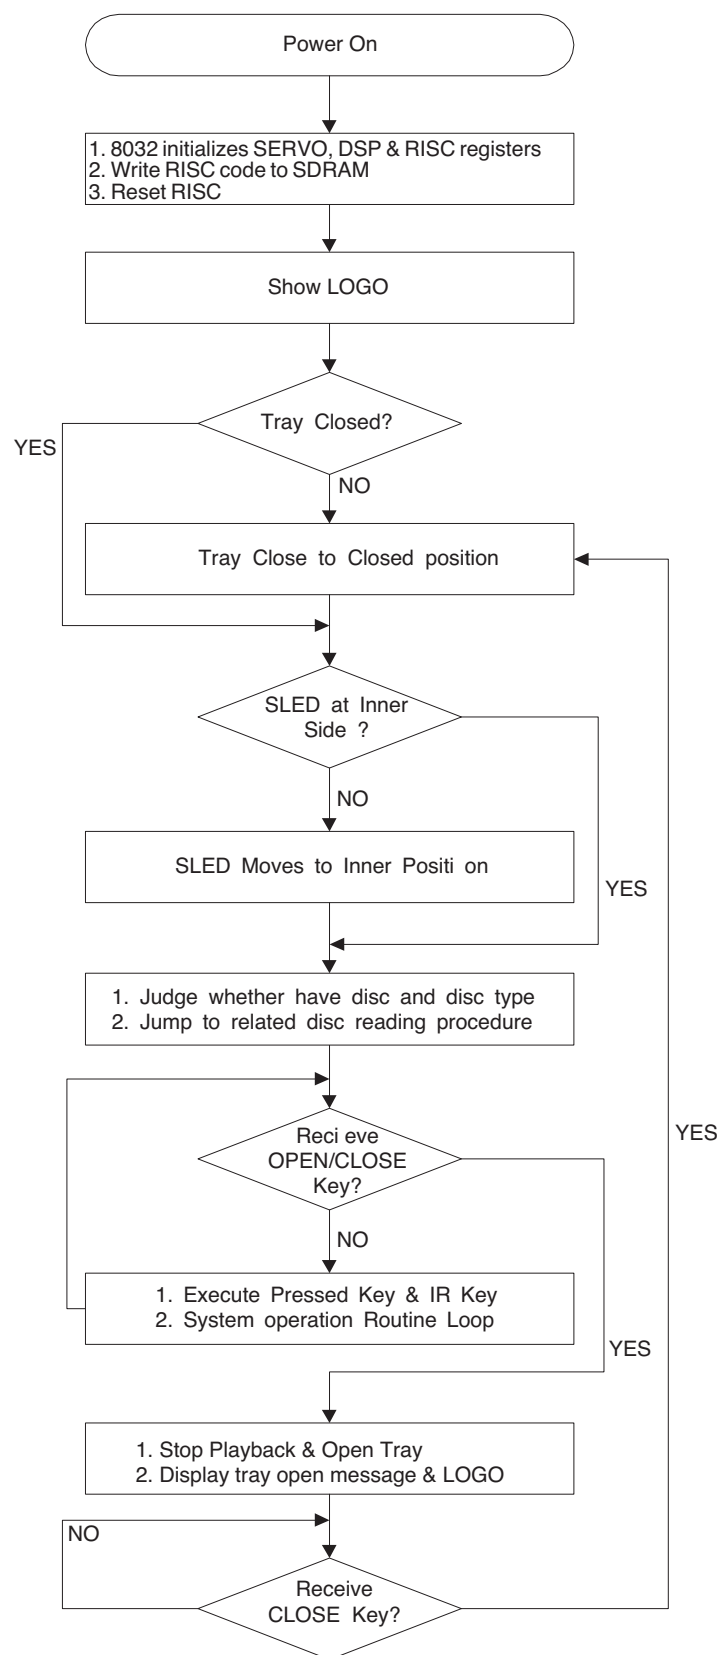 Power On
1. 8032 initializes SERVO, DSP & RISC registers
2. Write RISC code to SDRAM
3. Reset RISC
Show LOGO
Tray Closed?
YES
NO
Tray Close to Closed position
SLED at Inner
Side ?
NO
SLED Moves to Inner Positi on
YES
1. Judge whether have disc and disc type
2. Jump to related disc reading procedure
YES
Reci eve
OPEN/CLOSE
Key?
NO
1. Execute Pressed Key & IR Key
2. System operation Routine Loop
YES
1. Stop Playback & Open Tray
2. Display tray open message & LOGO
NO
Receive
CLOSE Key?